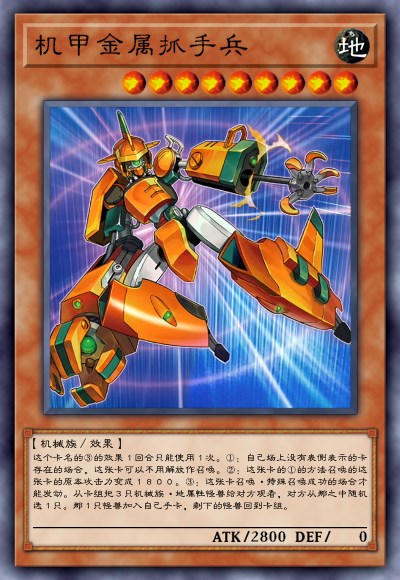 机甲金属抓手兵
地
【机械族／效果】
这个卡名的③的效果1回合只能使用1次。①：自己场上没有表侧表示的卡
存在的场合，这张卡可以不用解放作召唤。②：这张卡的①的方法召唤的这
张卡的原本攻击力变成1800。③：这张卡召唤·特殊召唤成功的场合才
能发动。从卡组把3只机械族·地属性怪兽给对方观看，对方从那之中随机
选1只。那1只怪兽加入自己手卡，剩下的怪兽回到卡组。
ATK/2800 DEF/ 0